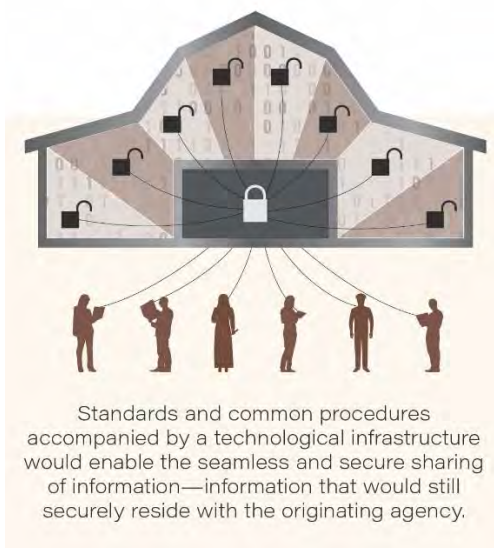 Standards and common procedures
accompanied by a technological infrastructure
would enable the seamless and secure sharing
of information—information that would still
securely reside with the originating agency.